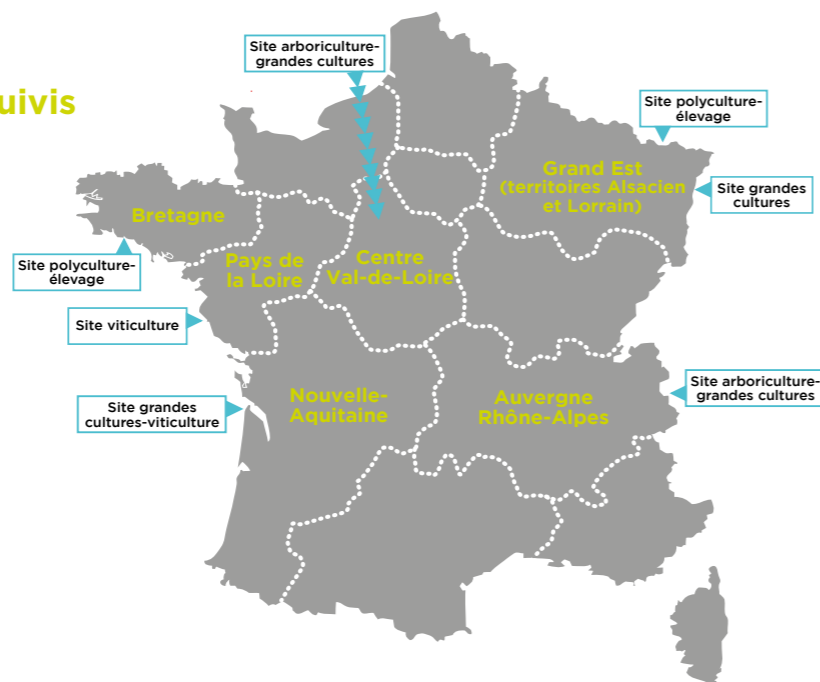 uivis
Site arboriculture-
grandes cultures
Site polyculture-
élevage
Grand Est
(territoires Alsacien
et Lorrain)
Site grandes
cultures
Bretagne
Site polyculture-
élevage
Pays de
la Loire
Centre
Val-de-Loire
Site viticulture
Site grandes
cultures-viticulture
Nouvelle-
Aquitaine
Auvergne
Rhône-Alpes
Site arboriculture-
grandes cultures